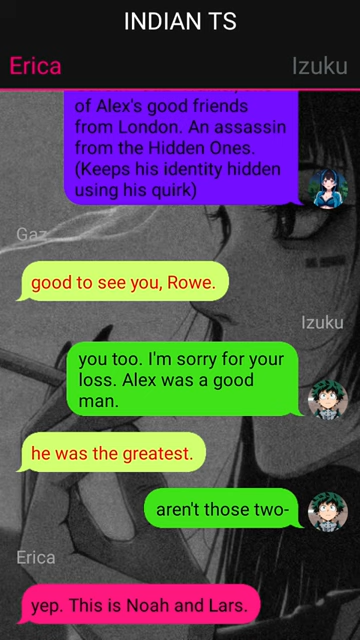 INDIAN TS
Erica Izuku
of Alex's good friends
from London. An assassin
from the Hidden Ones.
(Keeps his identity hidden
using his quirk)
Gaz
good to see you, Rowe.
Izuku
you too. I'm sorry for your
loss. Alex was a good
man.
he was the greatest.
aren't those two-
Erica
yep. This is Noah and Lars.